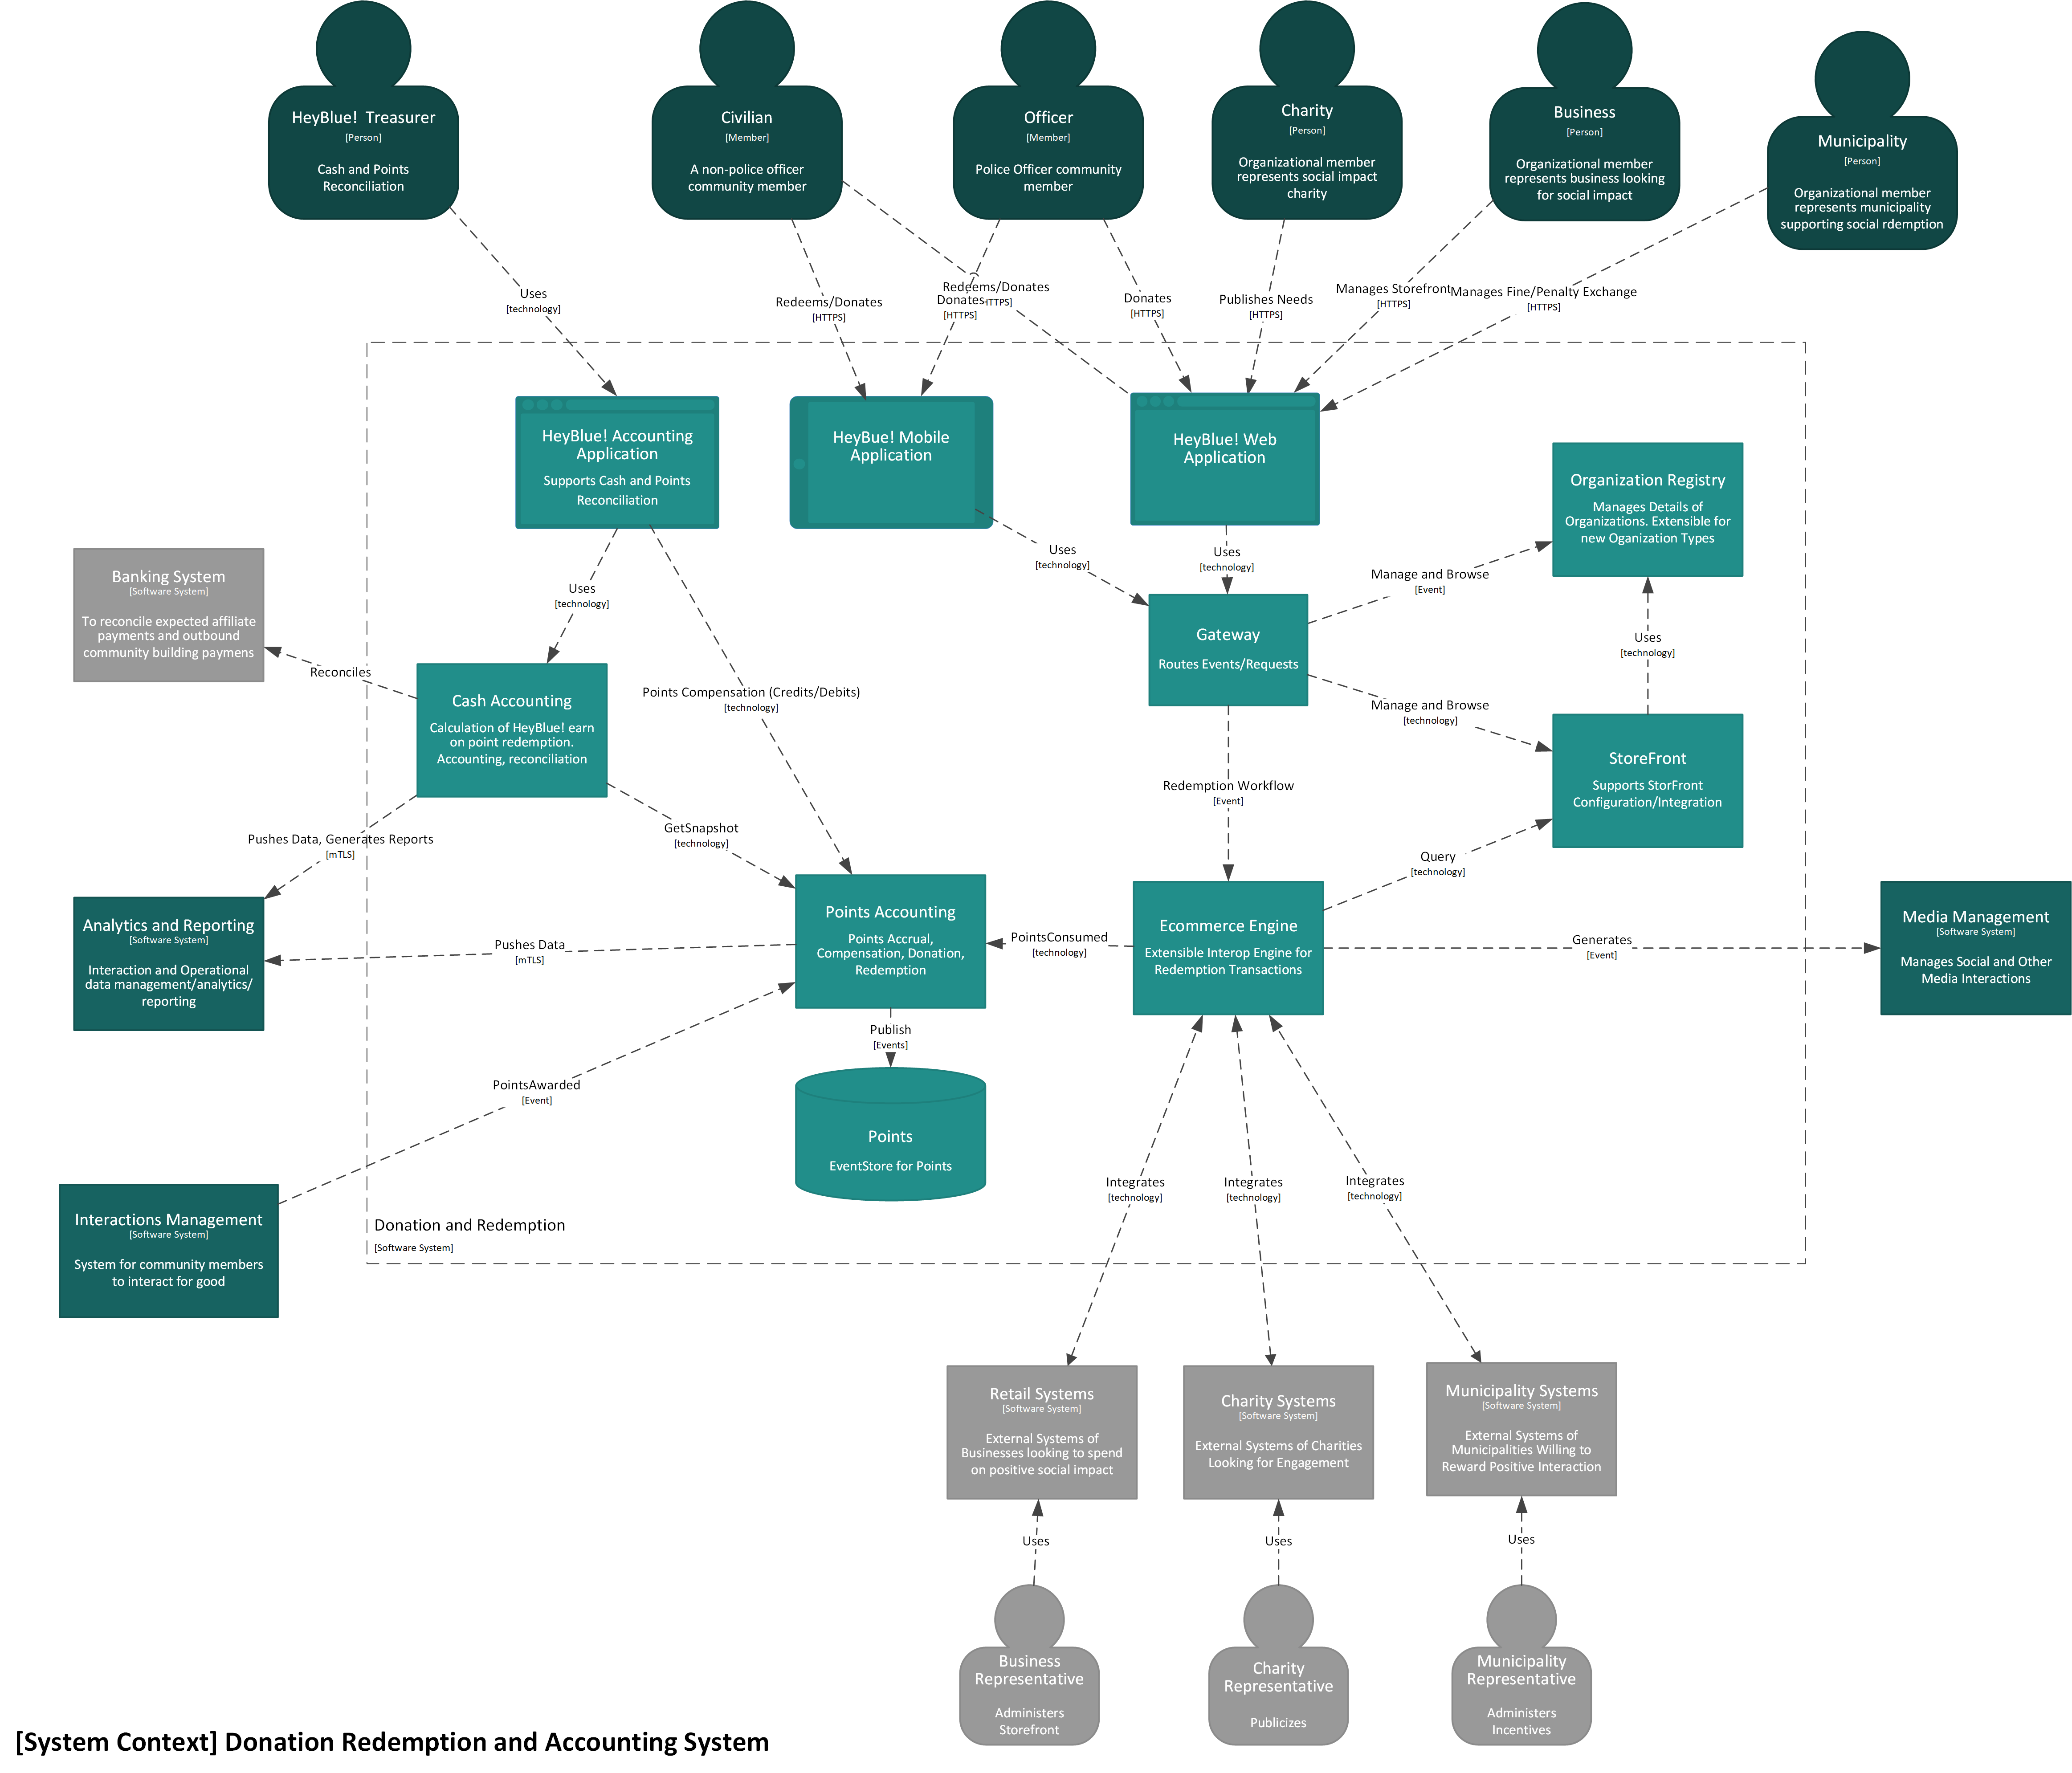 HeyBlue!  Treasurer
[Person]
Cash and Points
Reconciliation
Civilian
[Member]
A non-police officer
community member
Officer
[Member]
Police Officer community
member
Charity
[Person]
Organizational member
represents social impact
charity
Business
[Person]
Organizational member
represents business looking
for social impact
Municipality
[Person]
Organizational member
represents municipality
supporting social rdemption
Uses
[technology]
Redeems/Donates
[HTTPS]
Redeems/Donates
[HTTPS]
Donates
[HTTPS]
Donates
[HTTPS]
Publishes Needs
[HTTPS]
Manages Storefront
[HTTPS]
Manages Fine/Penalty Exchange
[HTTPS]
HeyBlue! Accounting
Application
Supports Cash and Points
Reconciliation
HeyBue! Mobile
Application
HeyBlue! Web
Application
Organization Registry
Manages Details of
Organizations. Extensible for
new Oganization Types
Banking System
[Software System]
To reconcile expected affiliate
payments and outbound
community building paymens
Uses
[technology]
Uses
[technology]
Uses
[technology]
Manage and Browse
[Event]
Gateway
Routes Events/Requests
Uses
[technology]
Reconciles
Cash Accounting
Calculation of HeyBlue! earn
on point redemption.
Accounting, reconciliation
Points Compensation (Credits/Debits)
[technology]
Manage and Browse
[technology]
StoreFront
Supports StorFront
Configuration/Integration
Redemption Workflow
[Event]
Pushes Data, Generates Reports
[mTLS]
GetSnapshot
[technology]
Query
[technology]
Analytics and Reporting
[Software System]
Interaction and Operational
data management/analytics/
reporting
Pushes Data
[mTLS]
Points Accounting
Points Accrual,
Compensation, Donation,
Redemption
PointsConsumed
[technology]
Ecommerce Engine
Extensible Interop Engine for
Redemption Transactions
Generates
[Event]
Media Management
[Software System]
Manages Social and Other
Media Interactions
Publish
[Events]
PointsAwarded
[Event]
Points
EventStore for Points
Interactions Management
[Software System]
System for community members
to interact for good
Donation and Redemption
[Software System]
Integrates
[technology]
Integrates
[technology]
Integrates
[technology]
Retail Systems
[Software System]
External Systems of
Businesses looking to spend
on positive social impact
Charity Systems
[Software System]
External Systems of Charities
Looking for Engagement
Municipality Systems
[Software System]
External Systems of
Municipalities Willing to
Reward Positive Interaction
Uses
Uses
Uses
Business
Representative
Administers
Storefront
Charity
Representative
Publicizes
Municipality
Representative
Administers
Incentives
[System Context] Donation Redemption and Accounting System